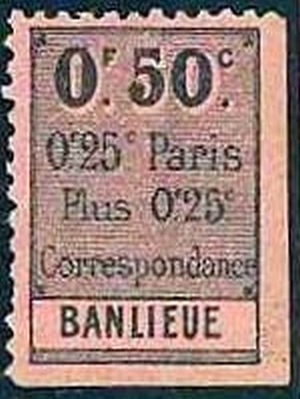 0F.50C.
0F25C Paris
Plus 0F25C
Correspondance
BANLIEUE